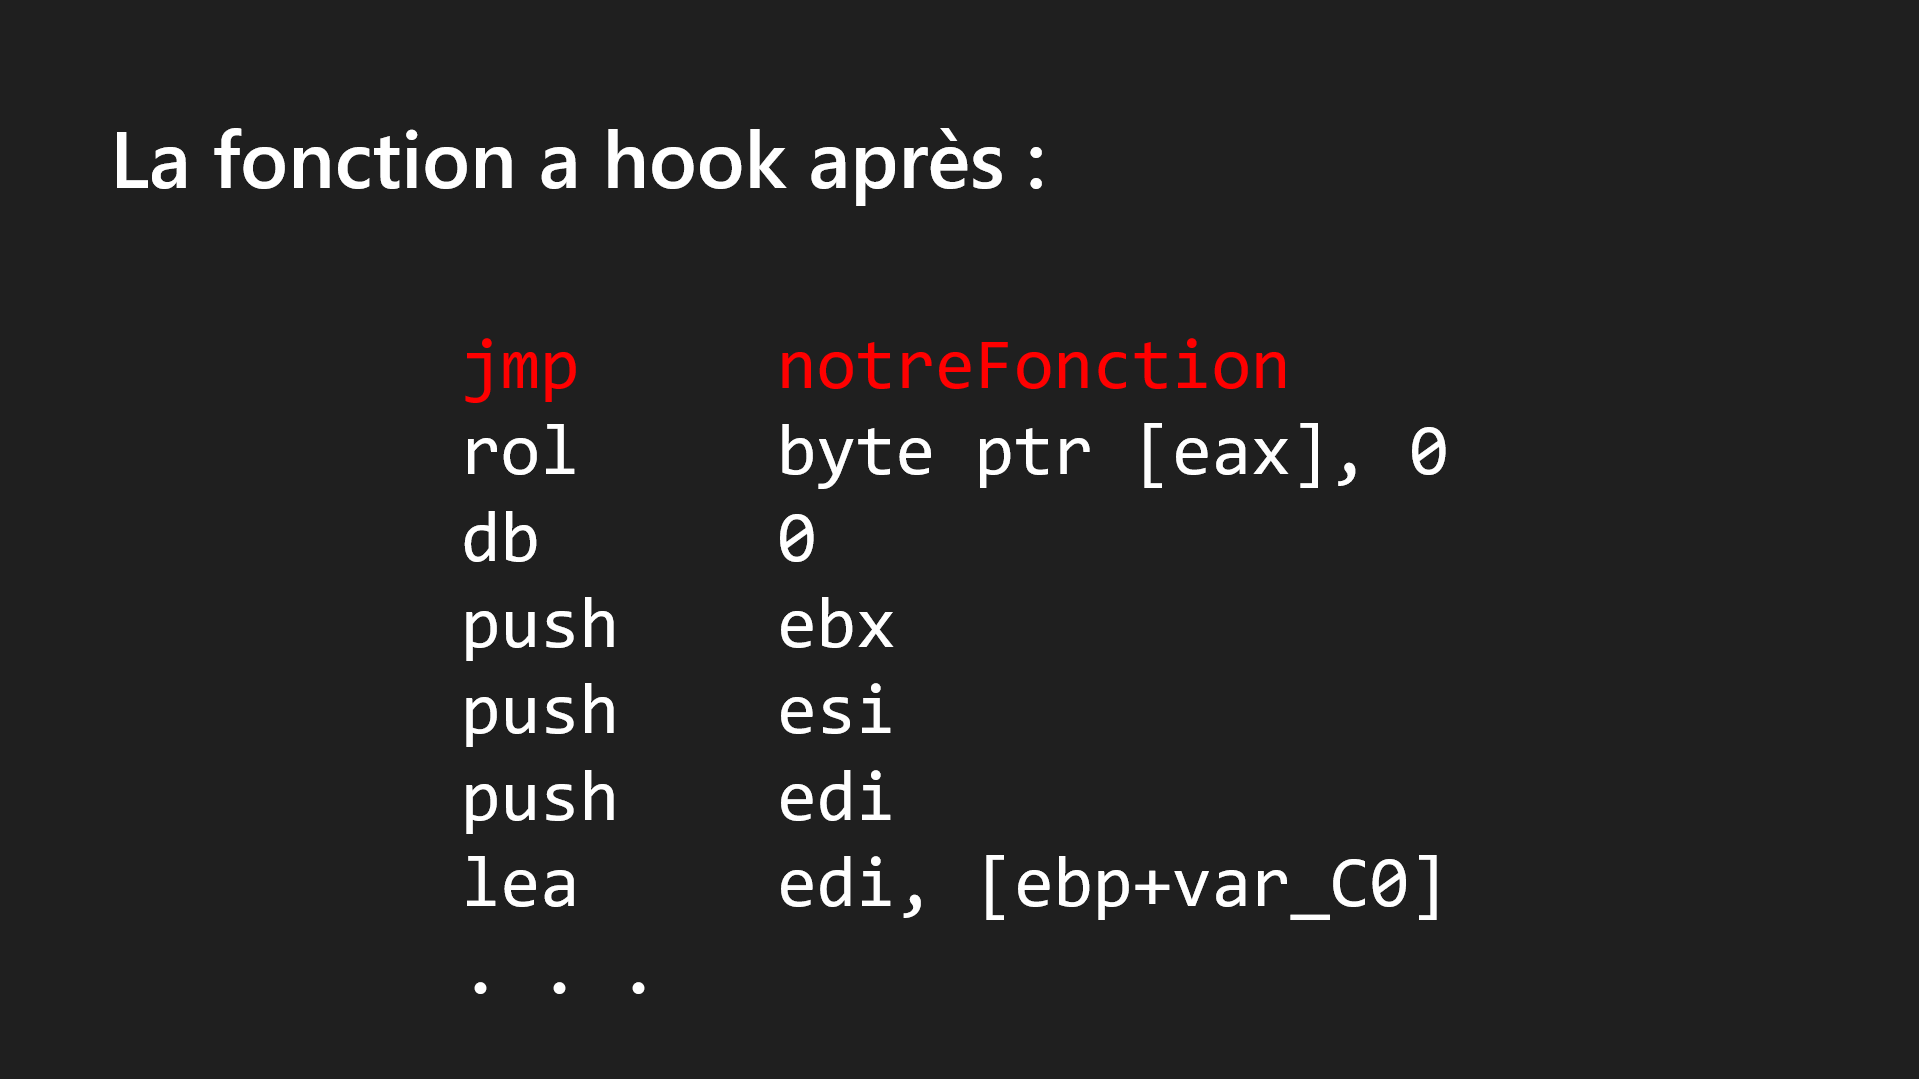 La fonction a hook après :
jmp notreFonction
rol byte ptr [eax], 0
db 0
push ebx
push esi
push edi
lea edi, [ebp+var_C0]
. . .